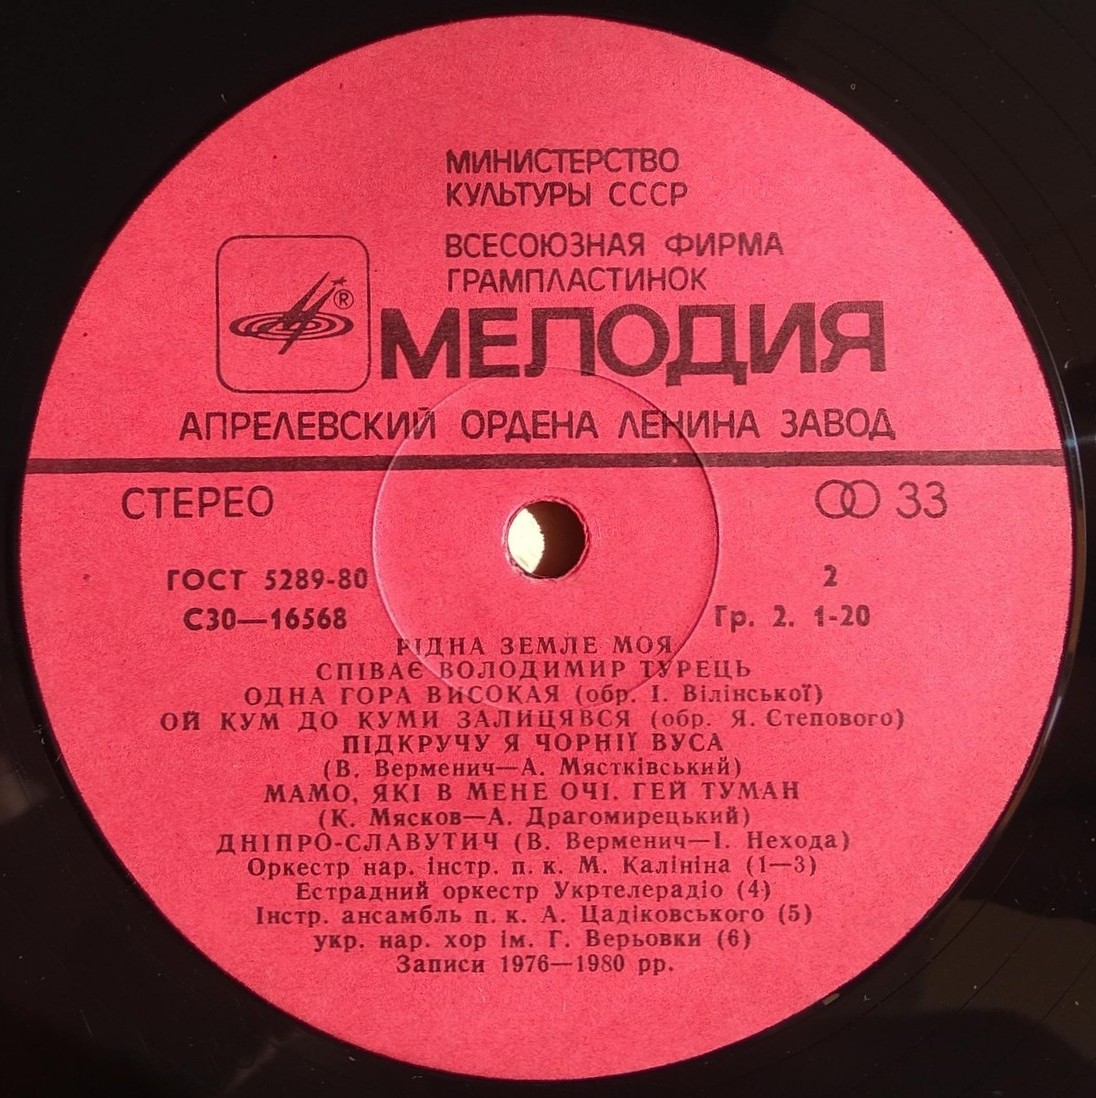 МИНИСТЕРСТВО
КУЛЬТУРЫ СССР
ВСЕСОЮЗНАЯ ФИРМА
ГРАМПЛАСТИНОК
®
МЕЛОДИЯ
АПРЕЛЕВСКИЙ ОРДЕНА ЛЕНИНА ЗАВОД
СТЕРЕО 33
ГОСТ 5289-80 2
С30—16568 Гр. 2. 1-20
РІДНА ЗЕМЛЕ МОЯ
СПІВАЄ ВОЛОДИМИР ТУРЕЦЬ
ОДНА ГОРА ВИСОКАЯ (обр. І. Вілінської)
ОЙ КУМ ДО КУМИ ЗАЛИЦЯВСЯ (обр. Я. Степового)
ПІДКРУЧУ Я ЧОРНІЇ ВУСА
(В. Верменич—А. Мястківський)
МАМО, ЯКІ В МЕНЕ ОЧІ. ГЕЙ ТУМАН
(К. Мясков—А. Драгомирецький)
ДНІПРО-СЛАВУТИЧ (В. Верменич—І. Нехода)
Оркестр нар. інстр. п. к. М. Калініна (1—3)
Естрадний оркестр Укртелерадіо (4)
Інстр. ансамбль п. к. А. Цадіковського (5)
укр. нар. хор ім. Г. Верьовки (6)
Записи 1976—1980 рр.